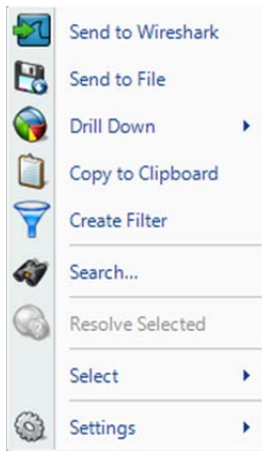 Send to Wireshark
Send to File
Drill Down
Copy to Clipboard
Create Filter
Search...
Resolve Selected
Select
Settings